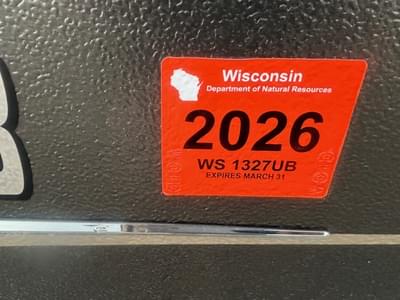 Wisconsin
Department of Natural Resources
2026
WS 1327UB
EXPIRES MARCH 31